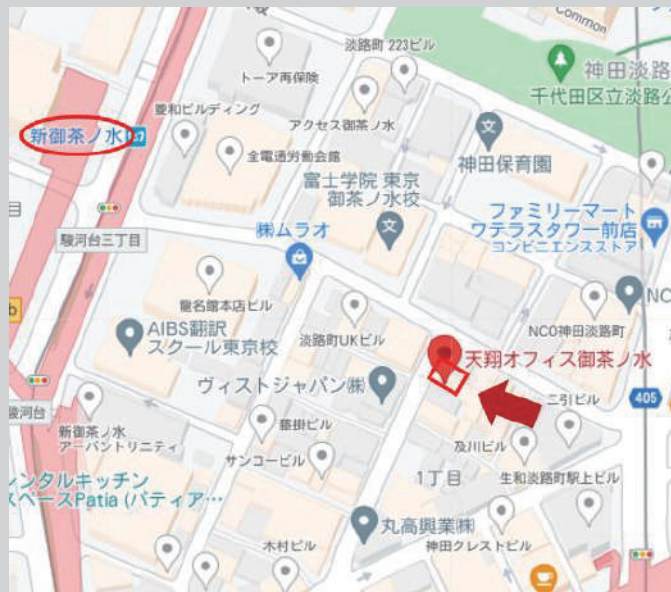 Common
淡路町 223ビル
神田淡路
千代田区立淡路公
トーア再保険
菱和ビルディング
アクセス御茶ノ水
新御茶ノ水
全電通労働会館
神田保育園
富士学院 東京
御茶ノ水校
目
ファミリーマート
ワテラスタワー前店
コンビニエンスストア
駿河台三丁目
㈱ムラオ
龍名館本店ビル
NC
b
AIBS翻訳
スクール東京校
淡路町UKビル
NCO神田淡路町
天翔オフィス御茶ノ水
ヴィストジャパン㈱
405
二引ビル
駿河台
新御茶ノ水
アーバントリニティ
藤掛ビル
及川ビル
サンコービル
1丁目
生和淡路町駅上ビル
ンタルキッチン
スペースPatia (パティア…
丸高興業㈱
木村ビル
神田クレストビル